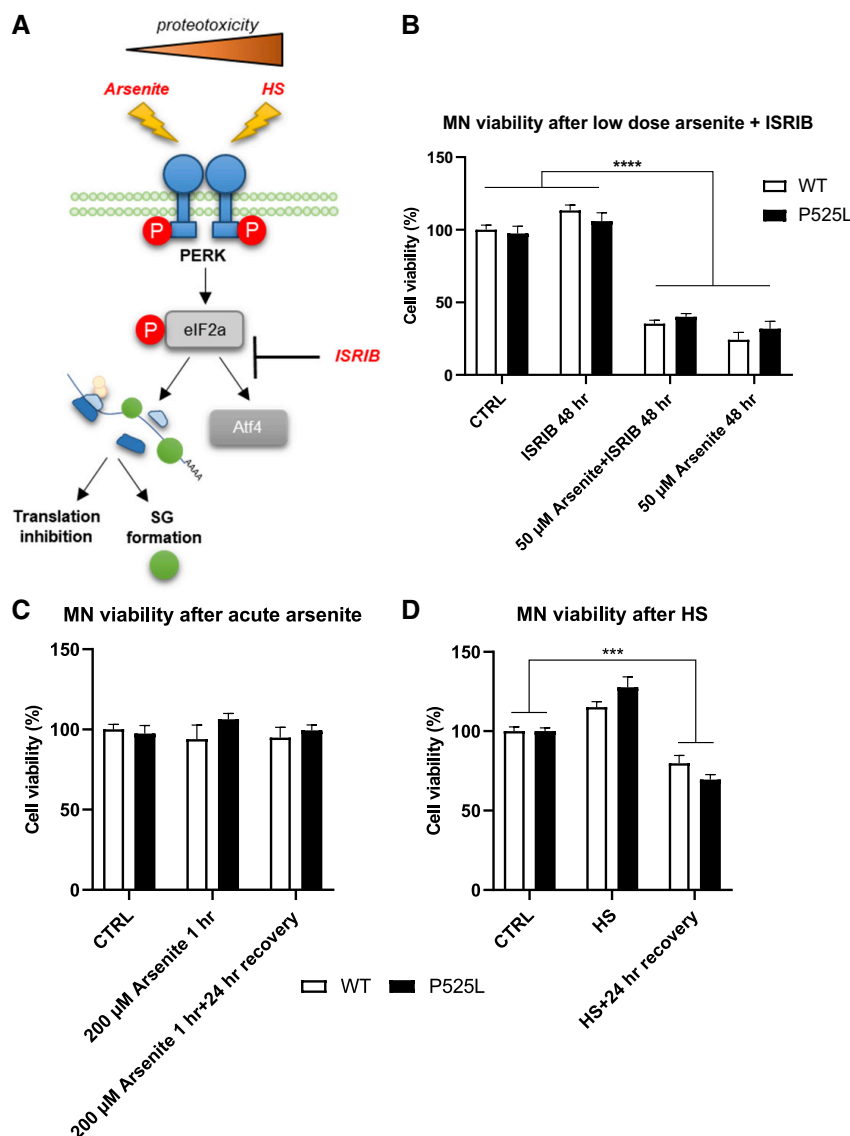 A
proteotoxicity
Arsenite
HS
P
P
PERK
P
eIF2a
ISRIB
Atf4
AAAA
Translation
inhibition
SG
formation
B
MN viability after low dose arsenite + ISRIB
Cell viability (%)
150
100
50
0
****
WT
P525L
CTRL
ISRIB 48 hr
50 µM Arsenite+ISRIB 48 hr
50 µM Arsenite 48 hr
C
MN viability after acute arsenite
Cell viability (%)
150
100
50
0
CTRL
200 µM Arsenite 1 hr
200 µM Arsenite 1 hr+24 hr recovery
D
MN viability after HS
Cell viability (%)
150
100
50
0
***
CTRL
HS
HS+24 hr recovery
WT
P525L